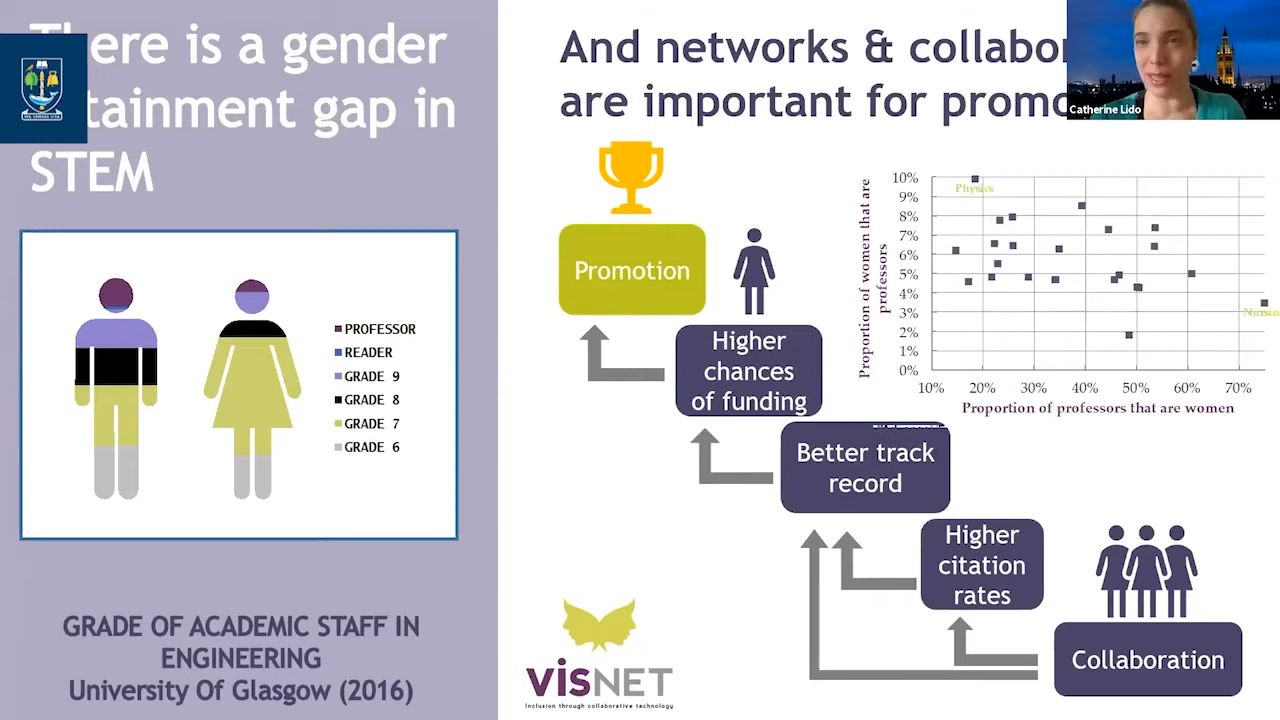 There is a gender
attainment gap in
STEM
PROFESSOR
READER
GRADE 9
GRADE 8
GRADE 7
GRADE 6
GRADE OF ACADEMIC STAFF IN
ENGINEERING
University Of Glasgow (2016)
And networks & collabor
are important for promo
Catherine Lido
Promotion
Higher
chances
of funding
Better track
record
Higher
citation
rates
Collaboration
Proportion of women that are
professors
10%
9%
8%
7%
6%
5%
4%
3%
2%
1%
0%
Physics
10%
20%
30%
40%
50%
60%
70%
Proportion of professors that are women
VISNET
Inclusion through collaborative technology